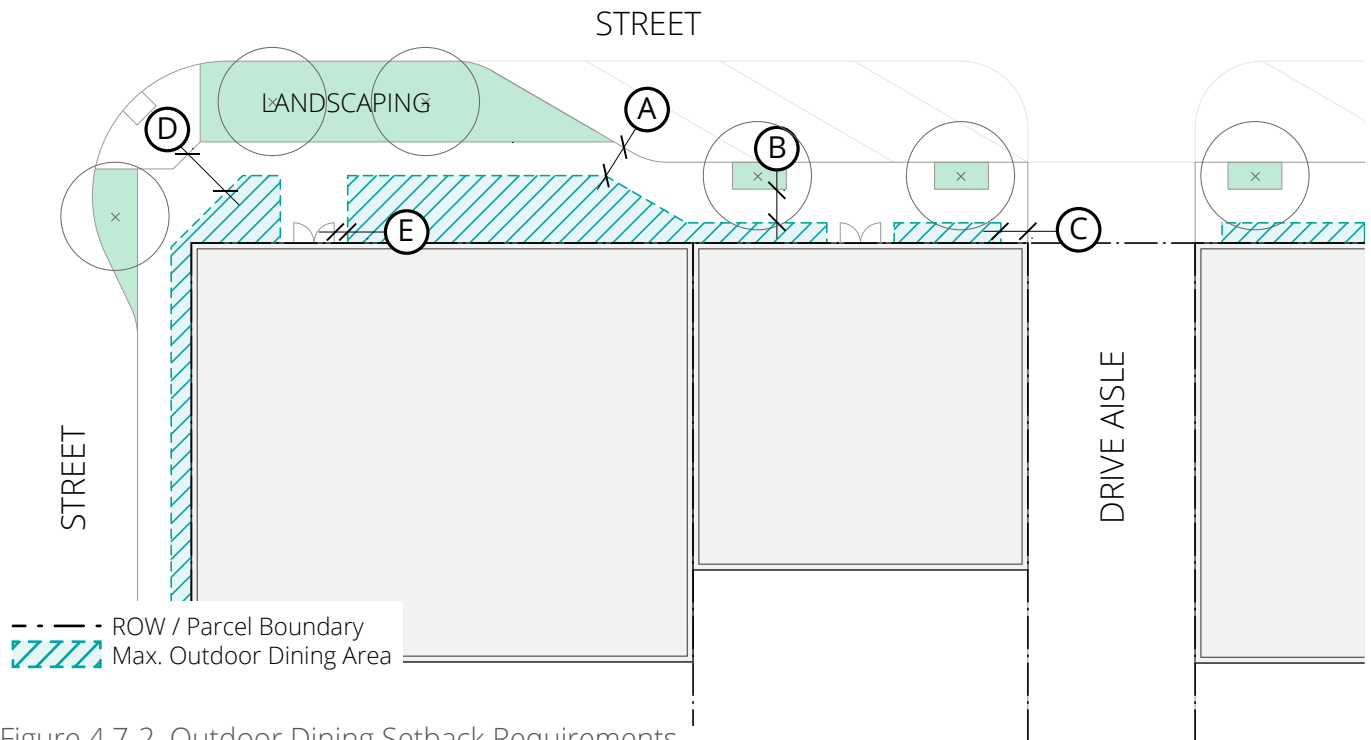 STREET
LANDSCAPING
A
D
B
E
C
DRIVE AISLE
STREET
ROW / Parcel Boundary
Max. Outdoor Dining Area
Figure 4.7-2. Outdoor Dining Setback Requirements